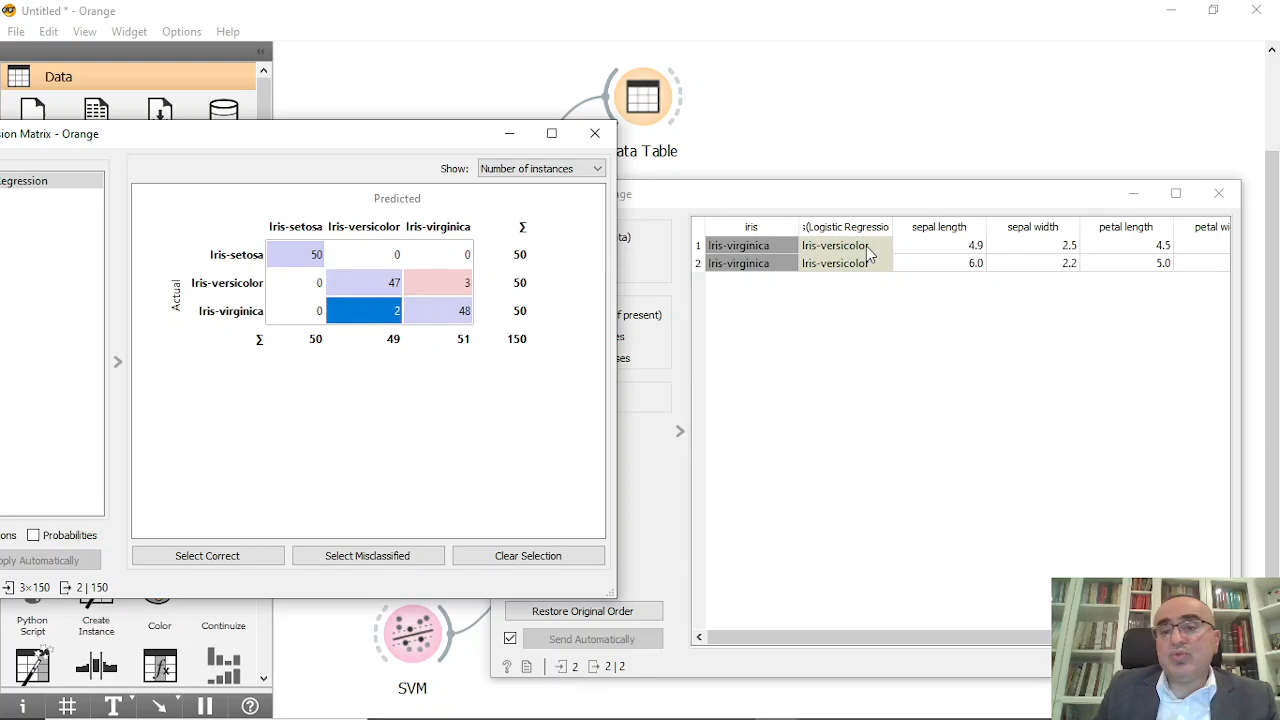 Untitled * - Orange
File Edit View Widget Options Help
Data
ion Matrix - Orange
ata Table
Show: Number of instances
egression
Predicted
Iris-setosa Iris-versicolor Iris-virginica Σ
Iris-setosa 50 0 0 50
Actual
Iris-versicolor 0 47 3 50
Iris-virginica 0 2 48 50
Σ 50 49 51 150
Select Correct Select Misclassified Clear Selection
ons Probabilities
pply Automatically
3×150 2 | 150
ge
ta)
f present)
es
ses
iris ;(Logistic Regressio sepal length sepal width petal length petal wi
1 Iris-virginica Iris-versicolor 4.9 2.5 4.5
2 Iris-virginica Iris-versicolor 6.0 2.2 5.0
Restore Original Order
Send Automatically
? 2 2 | 2
Python Script
Create Instance
Color
Continuize
SVM